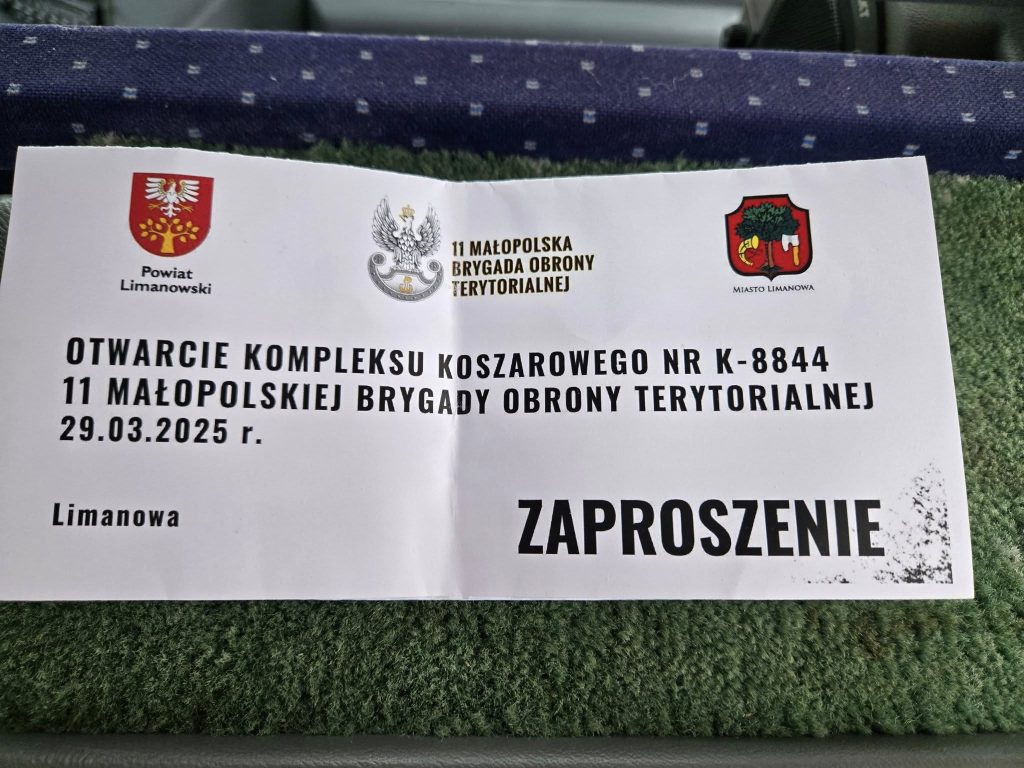 Powiat
Limanowski
11 MAŁOPOLSKA
BRYGADA OBRONY
TERYTORIALNEJ
MIASTO LIMANOWA
OTWARCIE KOMPLEKSU KOSZAROWEGO NR K-8844
11 MAŁOPOLSKIEJ BRYGADY OBRONY TERYTORIALNEJ
29.03.2025 r.
Limanowa
ZAPROSZENIE